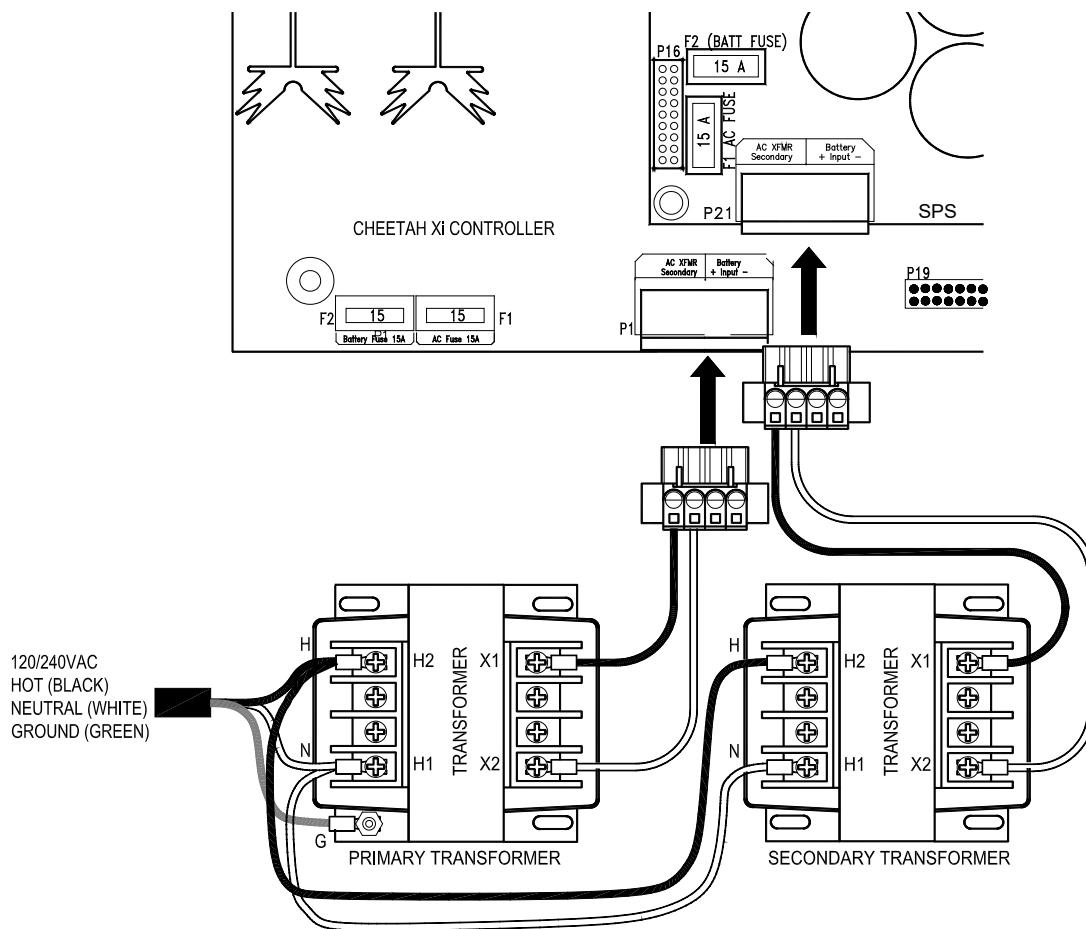 F2 (BATT FUSE)
P16
15 A
15 A
F1 AC FUSE
AC XFMR
Secondary
Battery
+ Input -
P21
SPS
CHEETAH Xi CONTROLLER
AC XFMR
Secondary
Battery
+ Input -
P19
F2
15
15
F1
P1
Battery Fuse 15A
AC Fuse 15A
P1
120/240VAC
HOT (BLACK)
NEUTRAL (WHITE)
GROUND (GREEN)
H
H2
X1
TRANSFORMER
N
H1
X2
G
PRIMARY TRANSFORMER
H
H2
X1
TRANSFORMER
N
H1
X2
SECONDARY TRANSFORMER